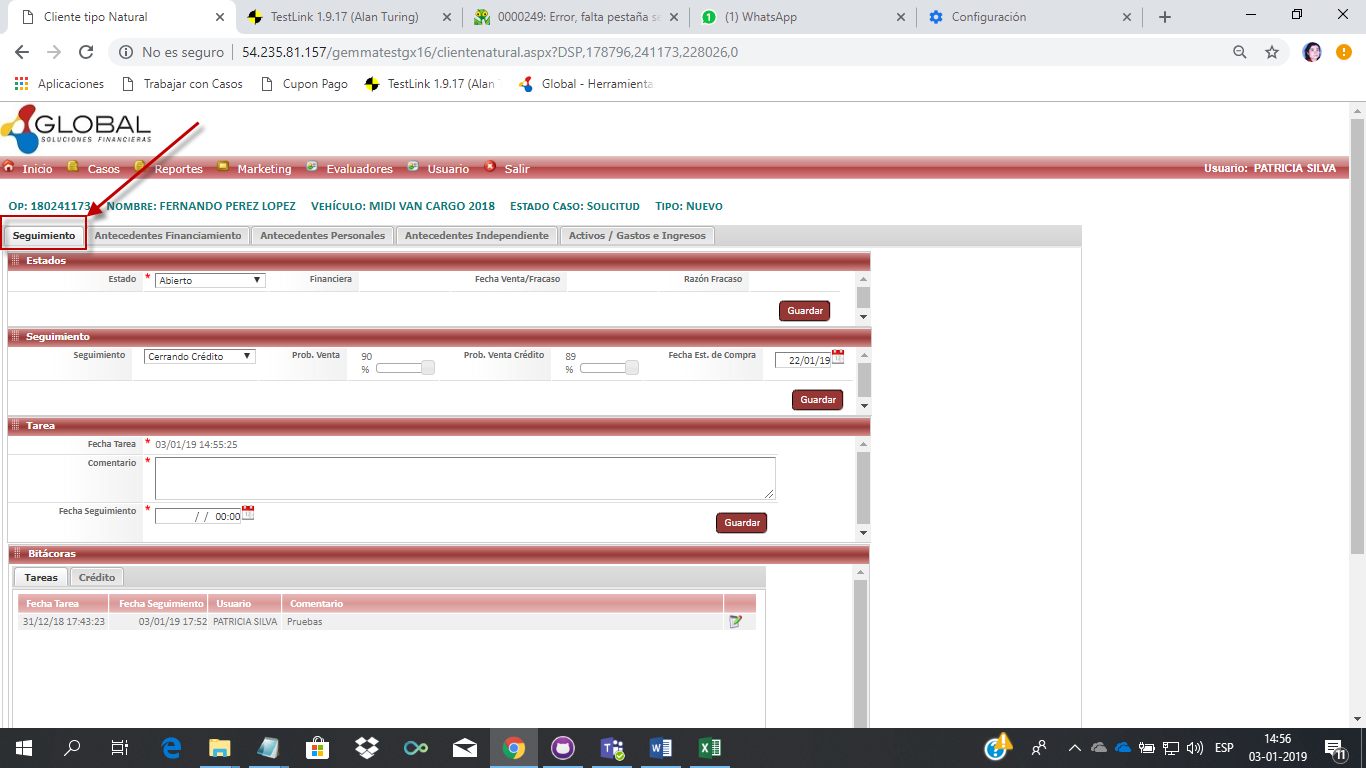 Cliente tipo Natural
TestLink 1.9.17 (Alan Turing)
0000249: Error, falta pestaña se
(1) WhatsApp
Configuración
No es seguro | 54.235.81.157/gemmatestgx16/clientenatural.aspx?DSP,178796,241173,228026,0
Aplicaciones
Trabajar con Casos
Cupon Pago
TestLink 1.9.17 (Alan
Global - Herramienta
GLOBAL
SOLUCIONES FINANCIERAS
Inicio Casos Reportes Marketing Evaluadores Usuario Salir Usuario: PATRICIA SILVA
OP: 180241173 NOMBRE: FERNANDO PEREZ LOPEZ VEHÍCULO: MIDI VAN CARGO 2018 ESTADO CASO: SOLICITUD TIPO: NUEVO
Seguimiento Antecedentes Financiamiento Antecedentes Personales Antecedentes Independiente Activos / Gastos e Ingresos
Estados
Estado * Abierto Financiera Fecha Venta/Fracaso Razón Fracaso
Guardar
Seguimiento
Seguimiento Cerrando Crédito Prob. Venta 90 % Prob. Venta Crédito 89 % Fecha Est. de Compra 22/01/19
Guardar
Tarea
Fecha Tarea * 03/01/19 14:55:25
Comentario *
Fecha Seguimiento * / / 00:00
Guardar
Bitácoras
Tareas Crédito
Fecha Tarea Fecha Seguimiento Usuario Comentario
31/12/18 17:43:23 03/01/19 17:52 PATRICIA SILVA Pruebas
ESP
14:56
03-01-2019
11